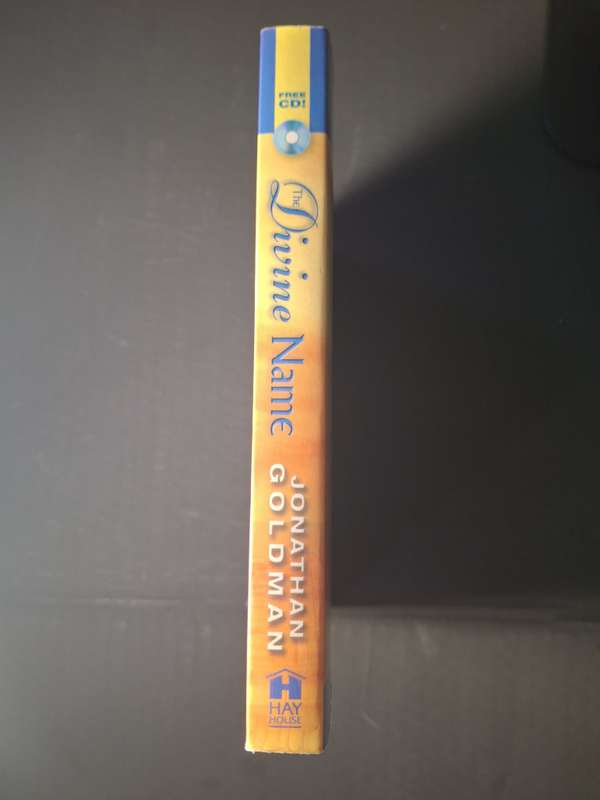 FREE
CD!
The
Divine Name
JONATHAN
GOLDMAN
HAY
HOUSE